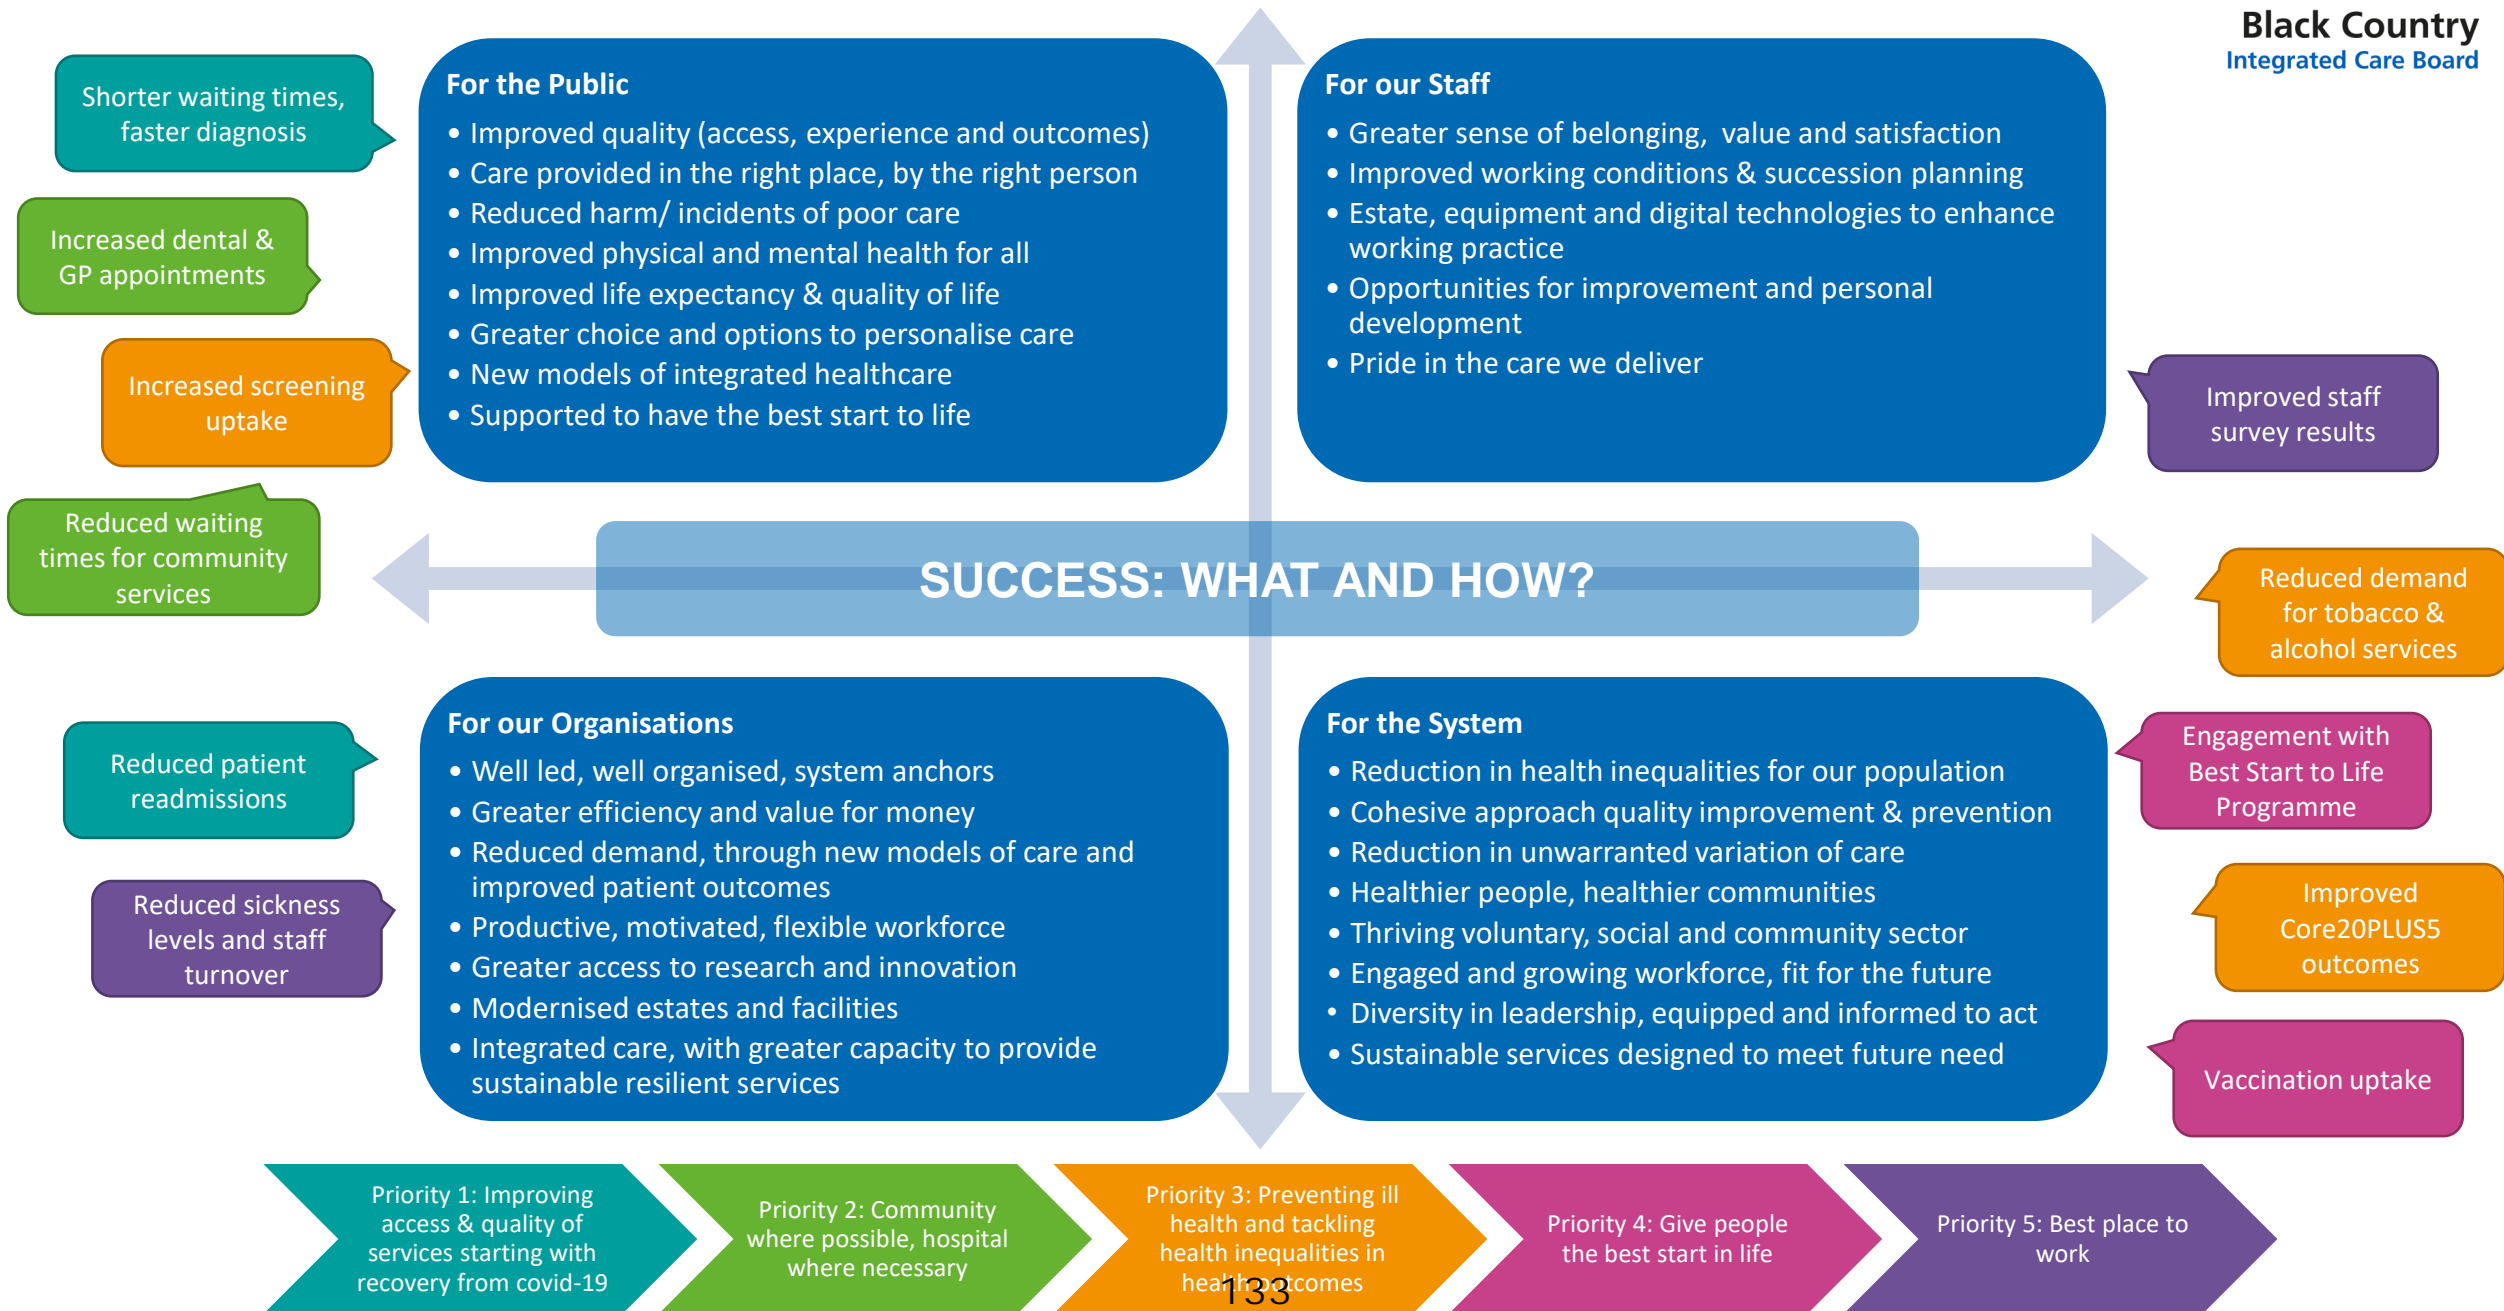 Black Country
Integrated Care Board
Shorter waiting times,
faster diagnosis
Increased dental &
GP appointments
Increased screening
uptake
Reduced waiting
times for community
services
For the Public
• Improved quality (access, experience and outcomes)
• Care provided in the right place, by the right person
• Reduced harm/ incidents of poor care
• Improved physical and mental health for all
• Improved life expectancy & quality of life
• Greater choice and options to personalise care
• New models of integrated healthcare
• Supported to have the best start to life
For our Staff
• Greater sense of belonging, value and satisfaction
• Improved working conditions & succession planning
• Estate, equipment and digital technologies to enhance
working practice
• Opportunities for improvement and personal
development
• Pride in the care we deliver
Improved staff
survey results
SUCCESS: WHAT AND HOW?
Reduced demand
for tobacco &
alcohol services
Reduced patient
readmissions
Reduced sickness
levels and staff
turnover
For our Organisations
• Well led, well organised, system anchors
• Greater efficiency and value for money
• Reduced demand, through new models of care and
improved patient outcomes
• Productive, motivated, flexible workforce
• Greater access to research and innovation
• Modernised estates and facilities
• Integrated care, with greater capacity to provide
sustainable resilient services
For the System
• Reduction in health inequalities for our population
• Cohesive approach quality improvement & prevention
• Reduction in unwarranted variation of care
• Healthier people, healthier communities
• Thriving voluntary, social and community sector
• Engaged and growing workforce, fit for the future
• Diversity in leadership, equipped and informed to act
• Sustainable services designed to meet future need
Engagement with
Best Start to Life
Programme
Improved
Core20PLUS5
outcomes
Vaccination uptake
Priority 1: Improving
access & quality of
services starting with
recovery from covid-19
Priority 2: Community
where possible, hospital
where necessary
Priority 3: Preventing ill
health and tackling
health inequalities in
health outcomes
Priority 4: Give people
the best start in life
Priority 5: Best place to
work
133